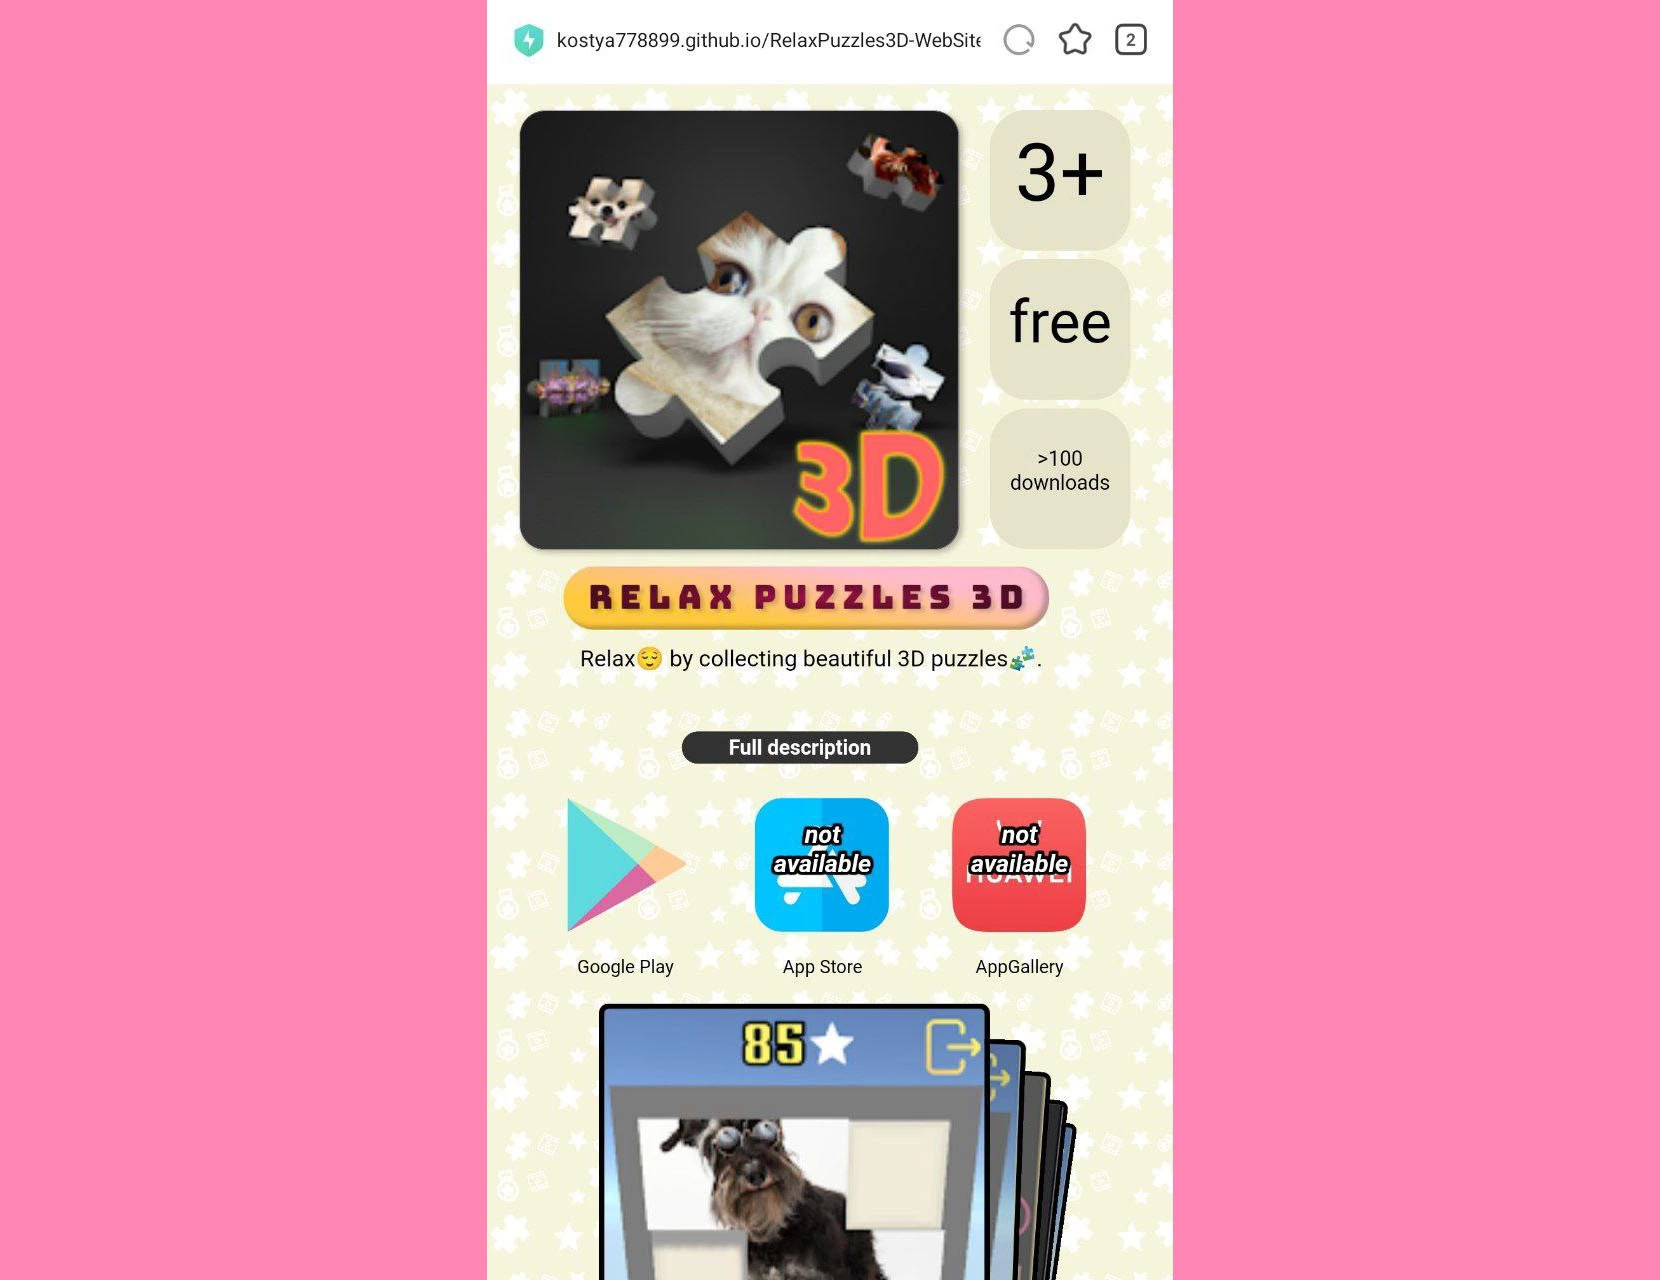 kostya778899.github.io/RelaxPuzzles3D-WebSite
2
3+
free
>100
downloads
3D
RELAX PUZZLES 3D
Relax😌 by collecting beautiful 3D puzzles🧩.
Full description
not
available
not
available
HUAWEI
Google Play
App Store
AppGallery
85